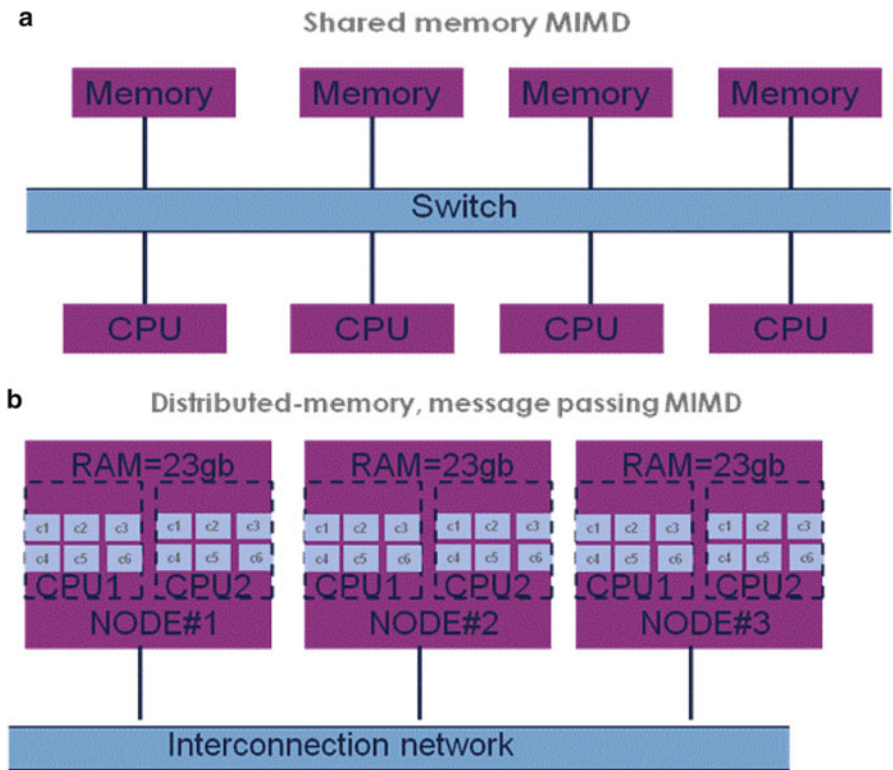 a
Shared memory MIMD
Memory Memory Memory Memory
Switch
CPU CPU CPU CPU
b
Distributed-memory, message passing MIMD
RAM=23gb RAM=23gb RAM=23gb
c1 c2 c3 c1 c2 c3 c1 c2 c3 c1 c2 c3 c1 c2 c3 c1 c2 c3
c4 c5 c6 c4 c5 c6 c4 c5 c6 c4 c5 c6 c4 c5 c6 c4 c5 c6
CPU1 CPU2 CPU1 CPU2 CPU1 CPU2
NODE#1 NODE#2 NODE#3
Interconnection network